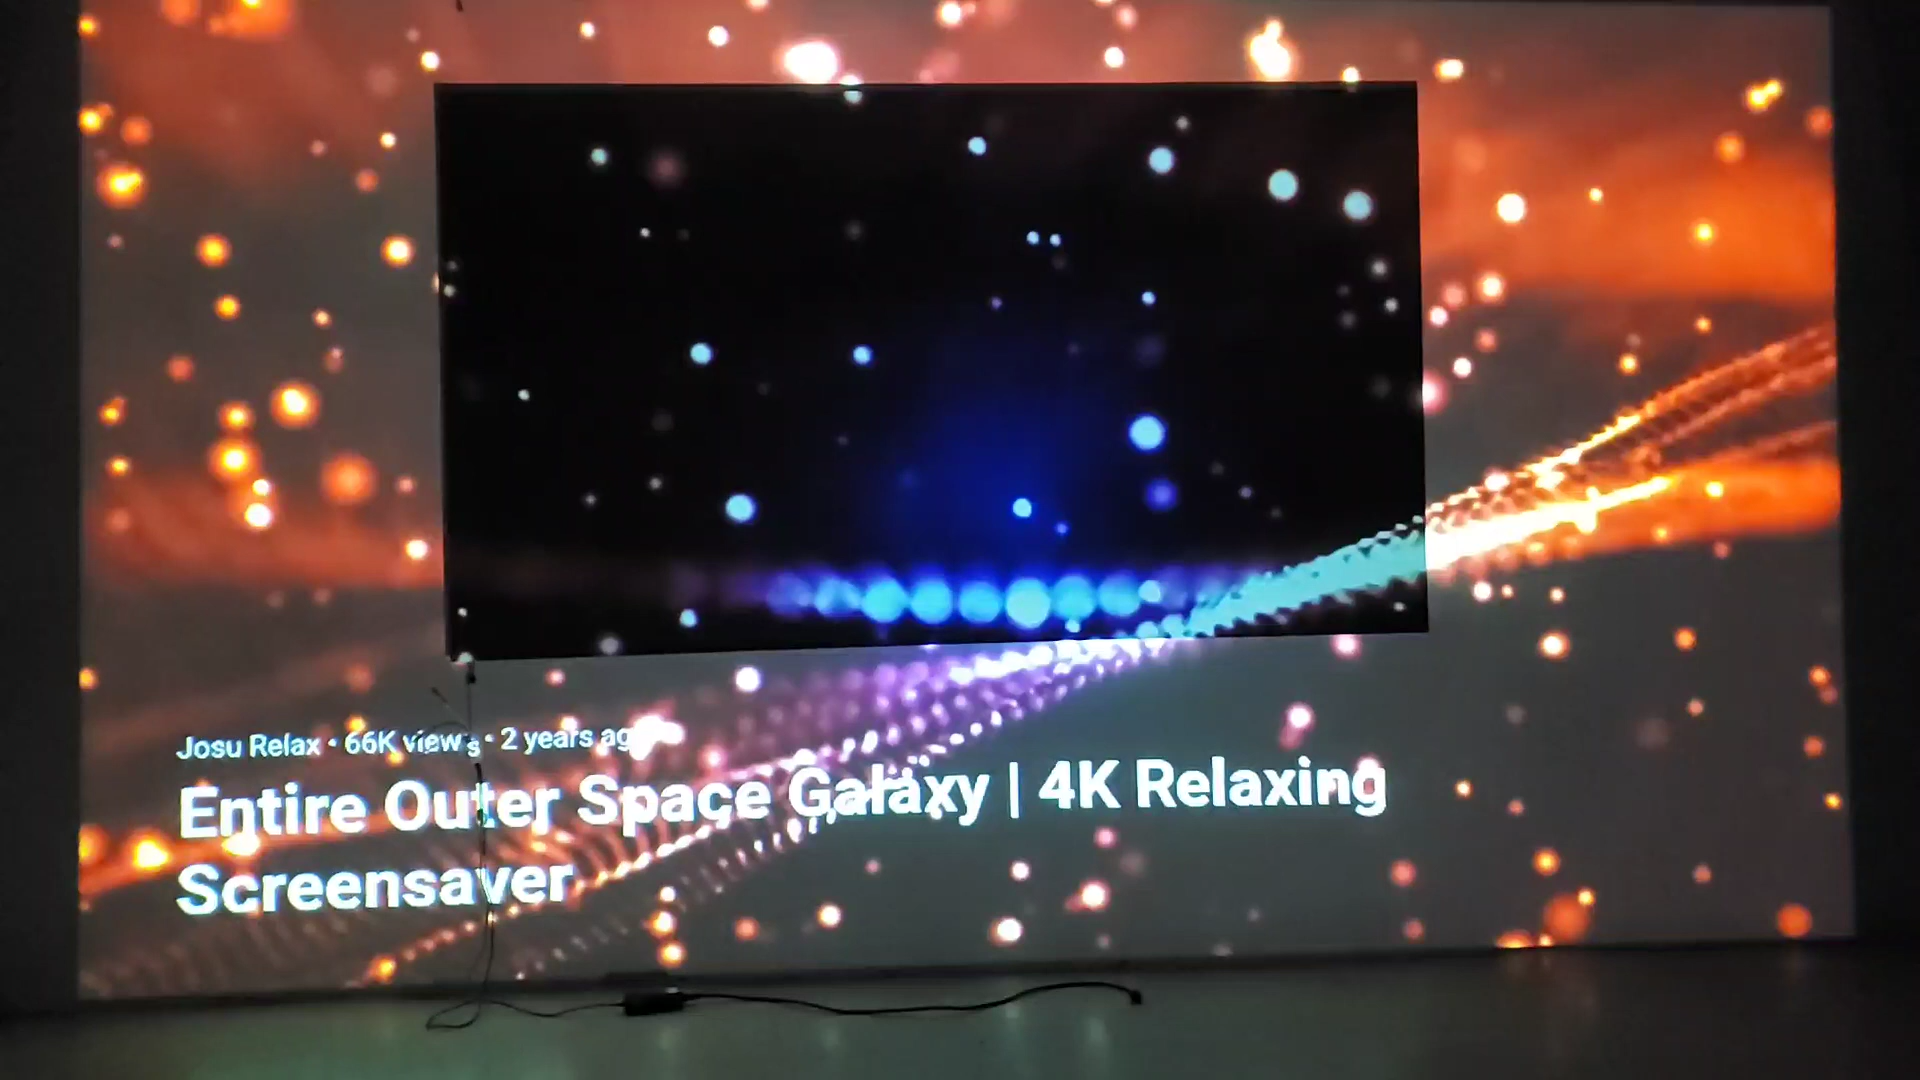 Josu Relax • 66K views • 2 years ago
Entire Outer Space Galaxy | 4K Relaxing
Screensaver